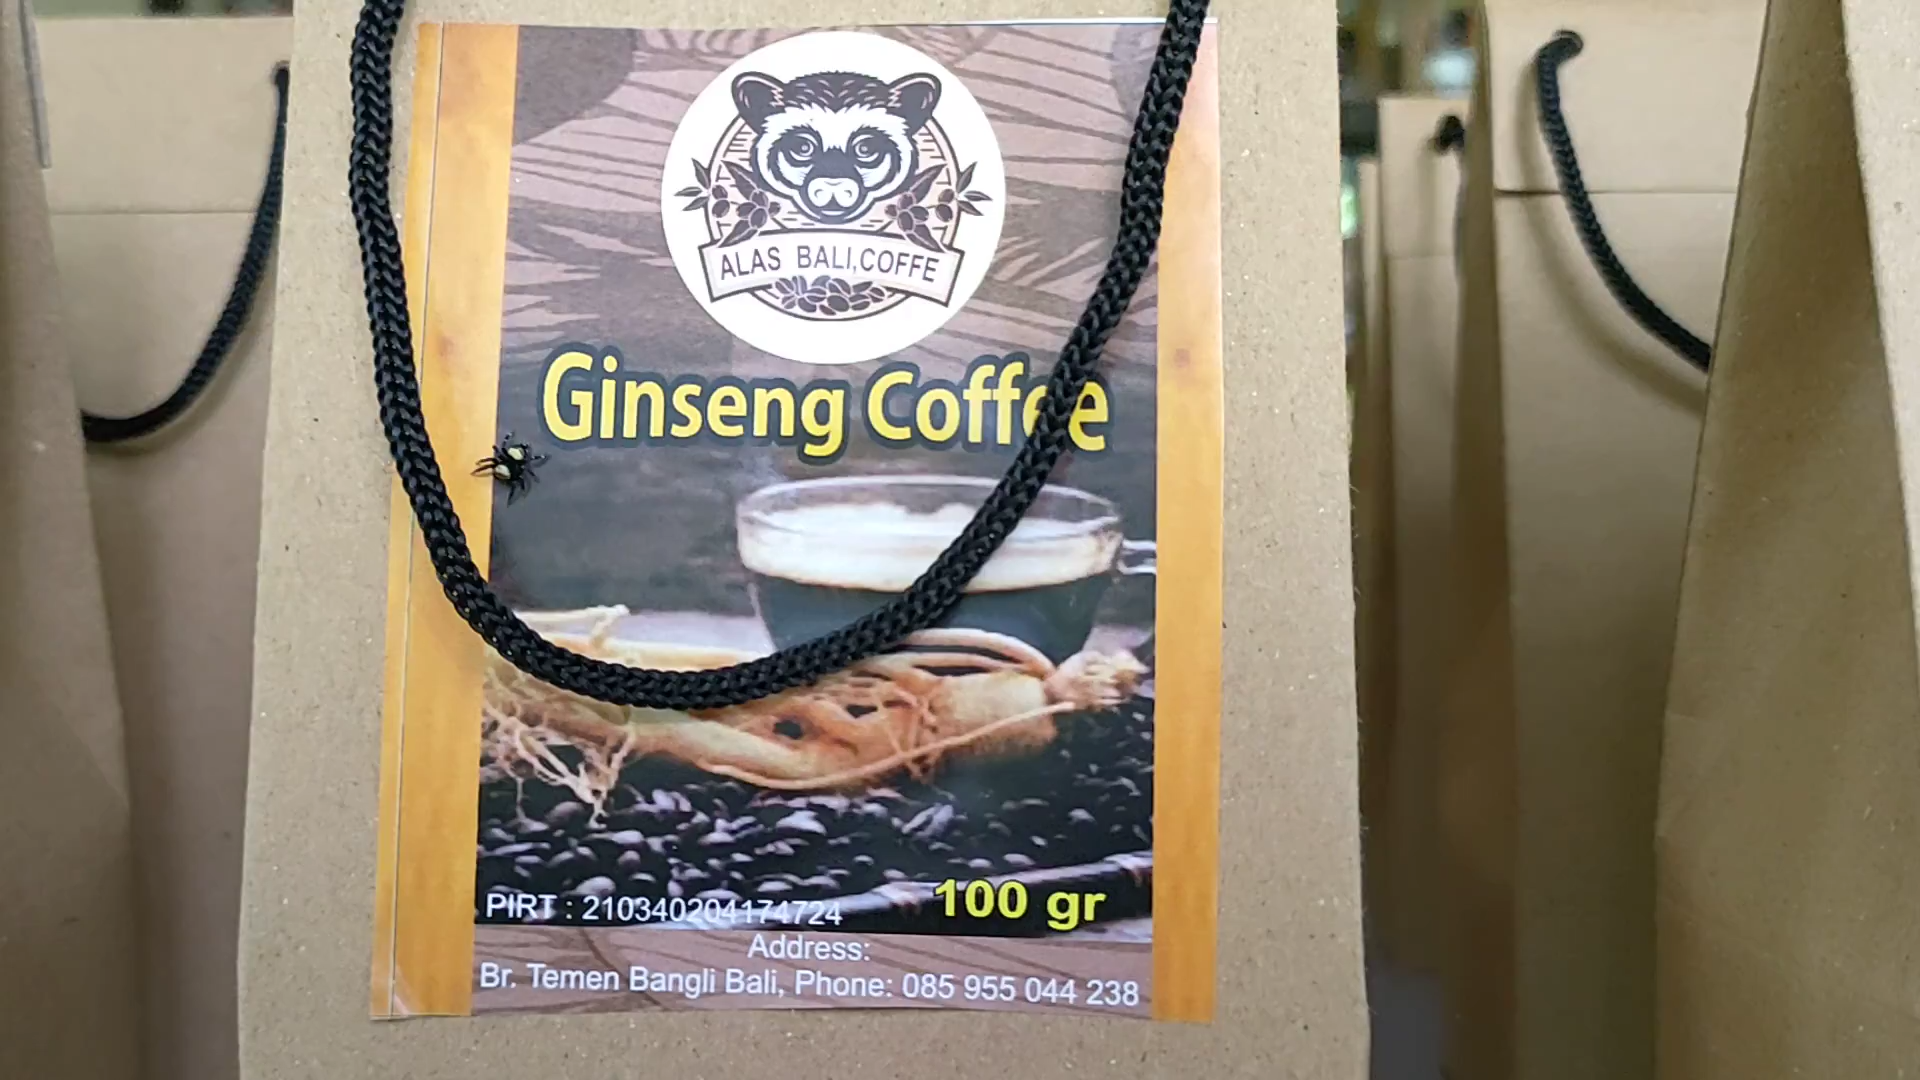 ALAS BALI,COFFE
Ginseng Coffee
PIRT : 210340204174724
100 gr
Address:
Br. Temen Bangli Bali, Phone: 085 955 044 238